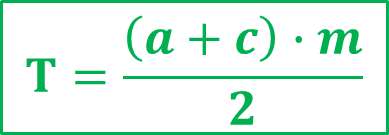 T = (a + c) · m / 2